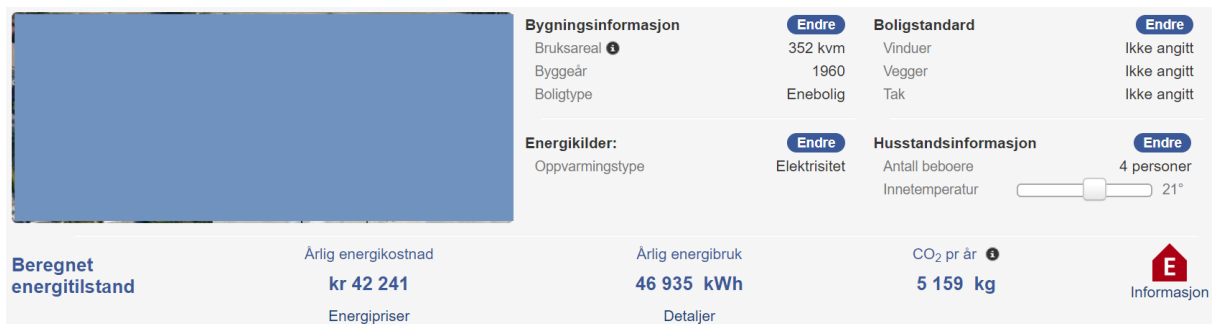 Bygningsinformasjon Endre
Bruksareal 352 kvm
Byggeår 1960
Boligtype Enebolig
Energikilder: Endre
Oppvarmingstype Elektrisitet
Boligstandard Endre
Vinduer Ikke angitt
Vegger Ikke angitt
Tak Ikke angitt
Husstandsinformasjon Endre
Antall beboere 4 personer
Innetemperatur 21°
Beregnet
energitilstand
Årlig energikostnad
kr 42 241
Energipriser
Årlig energibruk
46 935 kWh
Detaljer
CO₂ pr år
5 159 kg
E
Informasjon